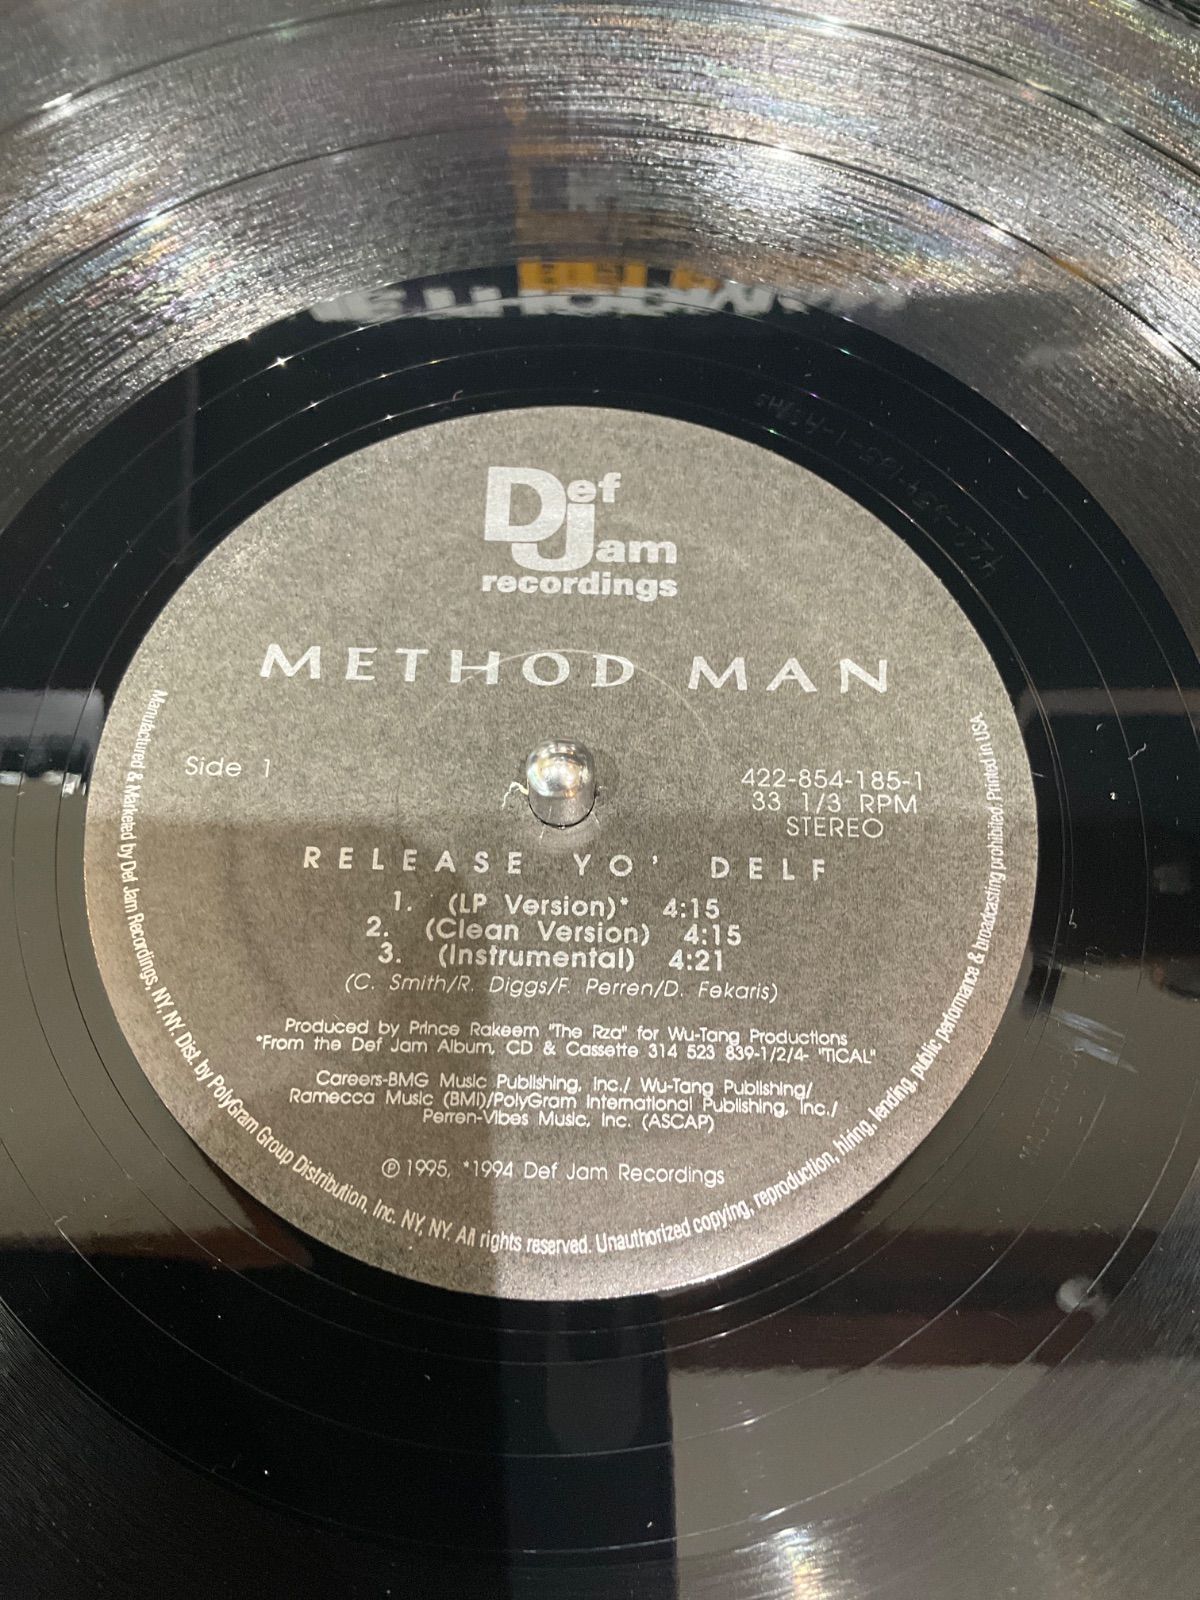 Def
Jam
recordings
METHOD MAN
Side 1
422-854-185-1
33 1/3 RPM
STEREO
RELEASE YO' DELF
1. (LP Version)* 4:15
2. (Clean Version) 4:15
3. (Instrumental) 4:21
(C. Smith/R. Diggs/F. Perren/D. Fekaris)
Produced by Prince Rakeem "The Rza" for Wu-Tang Productions
*From the Def Jam Album, CD & Cassette 314 523 839-1/2/4- "TICAL"
Careers-BMG Music Publishing, Inc./ Wu-Tang Publishing/
Ramecca Music (BMI)/PolyGram International Publishing, Inc./
Perren-Vibes Music, Inc. (ASCAP)
℗ 1995, *1994 Def Jam Recordings
Manufactured & Marketed by Def Jam Recordings, NY, NY. Dist. by PolyGram Group Distribution, Inc. NY, NY. All rights reserved. Unauthorized copying, reproduction, hiring, lending, public performance & broadcasting prohibited. Printed in USA